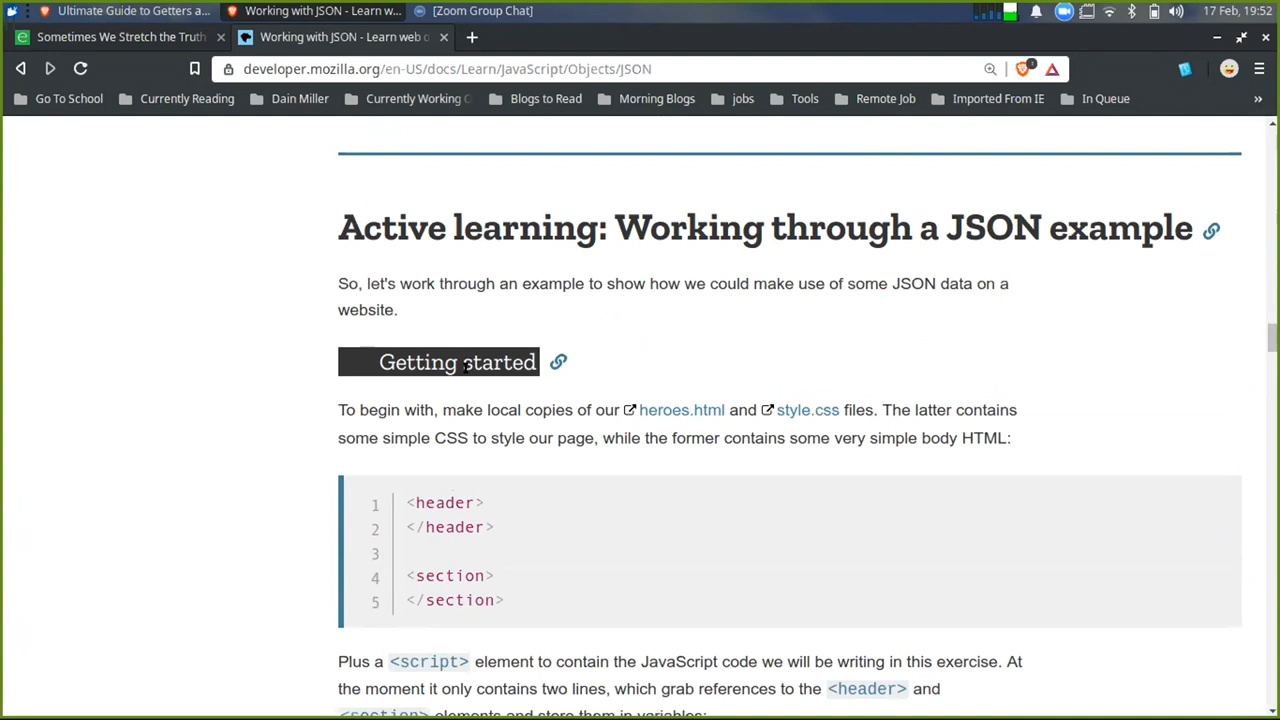 Ultimate Guide to Getters a...
Working with JSON - Learn w...
[Zoom Group Chat]
17 Feb, 19:52
Sometimes We Stretch the Truth
Working with JSON - Learn web o
developer.mozilla.org/en-US/docs/Learn/JavaScript/Objects/JSON
1
Go To School
Currently Reading
Dain Miller
Currently Working
Blogs to Read
Morning Blogs
jobs
Tools
Remote Job
Imported From IE
In Queue
»
Active learning: Working through a JSON example
So, let's work through an example to show how we could make use of some JSON data on a
website.
Getting started
To begin with, make local copies of our heroes.html and style.css files. The latter contains
some simple CSS to style our page, while the former contains some very simple body HTML:
1 <header>
2 </header>
3
4 <section>
5 </section>
Plus a <script> element to contain the JavaScript code we will be writing in this exercise. At
the moment it only contains two lines, which grab references to the <header> and
<section> elements and store them in variables: